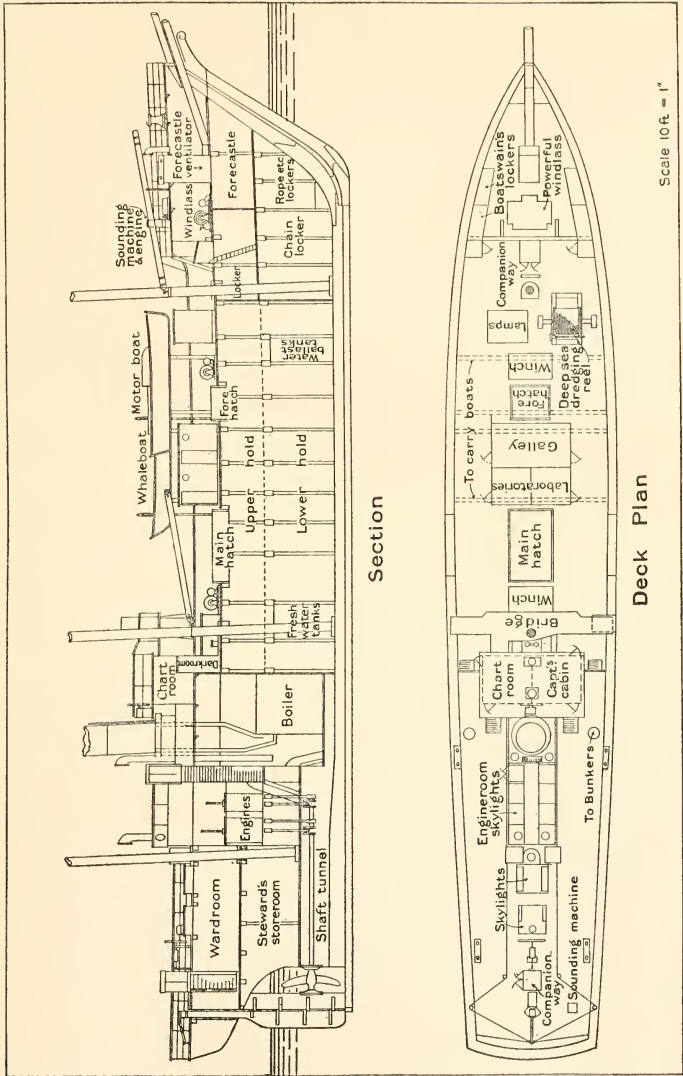 Sounding
machine
& engine
Forecastle
ventilator
Windlass
Forecastle
Rope etc
lockers
Chain
locker
Locker
Motor boat
Whaleboat
Water
ballast
tanks
Fore
hatch
Upper hold
Lower hold
Main
hatch
Fresh
water
tanks
Chart
room
Darkroom
Boiler
Engines
Wardroom
Steward's
storeroom
Shaft tunnel
Section
Boatswain's
lockers
Powerful
windlass
Companion
way
Lamps
Deep sea
dredging
reel
Winch
Fore
hatch
To carry boats
Galley
Laboratories
Main
hatch
Winch
Bridge
Chart
room
Capt's
cabin
Engineroom
skylights
To Bunkers
Skylights
Companion
way
Sounding machine
Deck Plan
Scale 10 ft = 1"